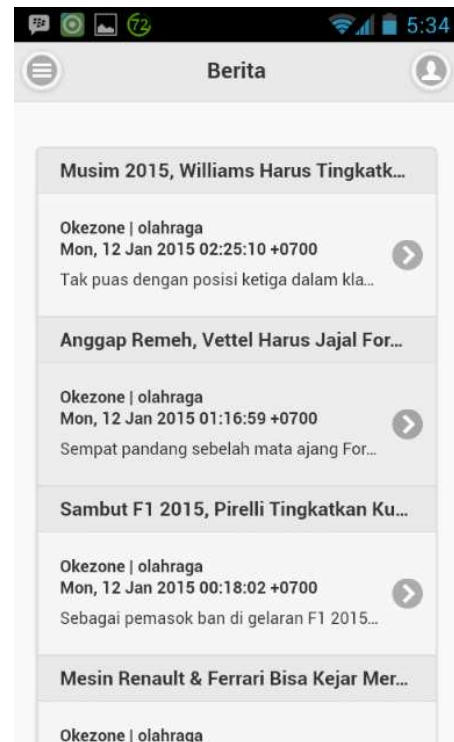 72
5:34
Berita
Musim 2015, Williams Harus Tingkatk...
Okezone | olahraga
Mon, 12 Jan 2015 02:25:10 +0700
Tak puas dengan posisi ketiga dalam kla...
Anggap Remeh, Vettel Harus Jajal For...
Okezone | olahraga
Mon, 12 Jan 2015 01:16:59 +0700
Sempat pandang sebelah mata ajang For...
Sambut F1 2015, Pirelli Tingkatkan Ku...
Okezone | olahraga
Mon, 12 Jan 2015 00:18:02 +0700
Sebagai pemasok ban di gelaran F1 2015...
Mesin Renault & Ferrari Bisa Kejar Mer...
Okezone | olahraga